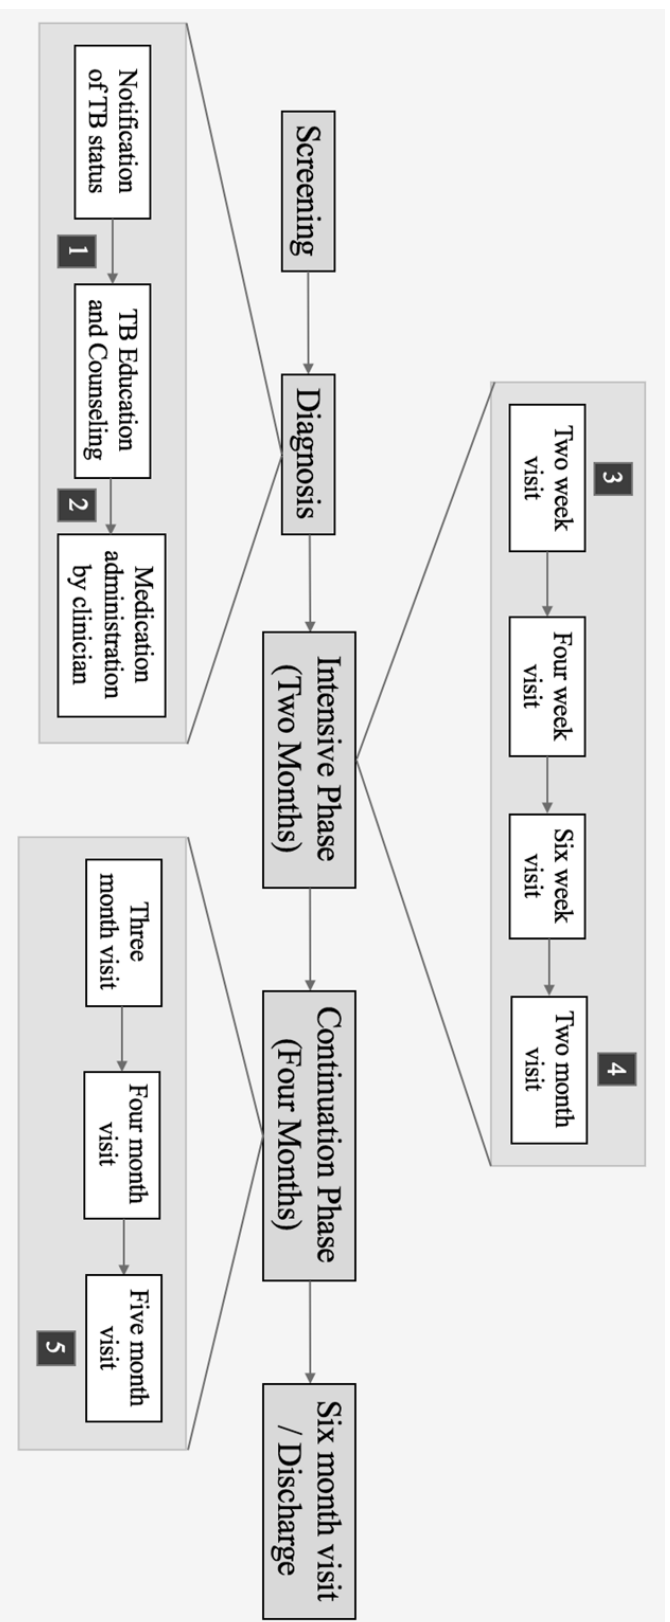 3
4
Two week
visit
Four week
visit
Six week
visit
Two month
visit
Screening
Diagnosis
Intensive Phase
(Two Months)
Continuation Phase
(Four Months)
Six month visit
/ Discharge
Notification
of TB status
1
TB Education
and Counseling
2
Medication
administration
by clinician
Three
month visit
Four month
visit
Five month
visit
5